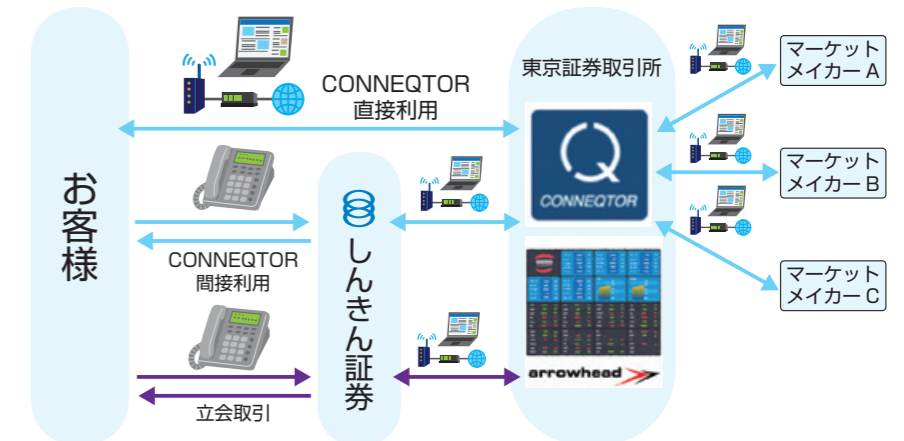 お客様
CONNEQTOR
直接利用
CONNEQTOR
間接利用
立会取引
しんきん証券
東京証券取引所
CONNEQTOR
arrowhead
マーケット
メイカー A
マーケット
メイカー B
マーケット
メイカー C